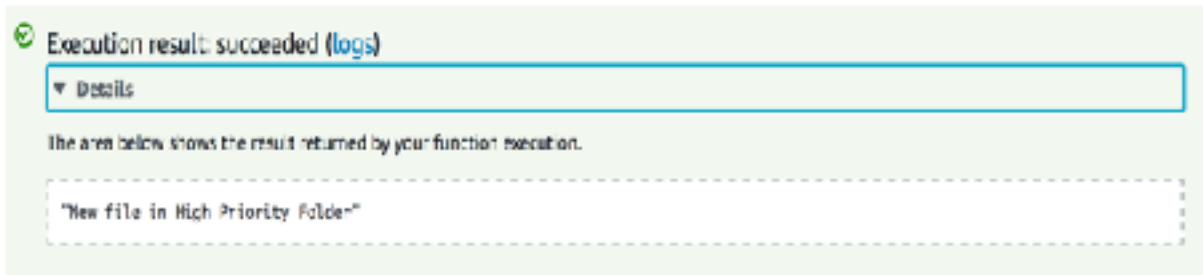 Execution result: succeeded (logs)
▼ Details
The area below shows the result returned by your function execution.
"New file in High Priority Folder"